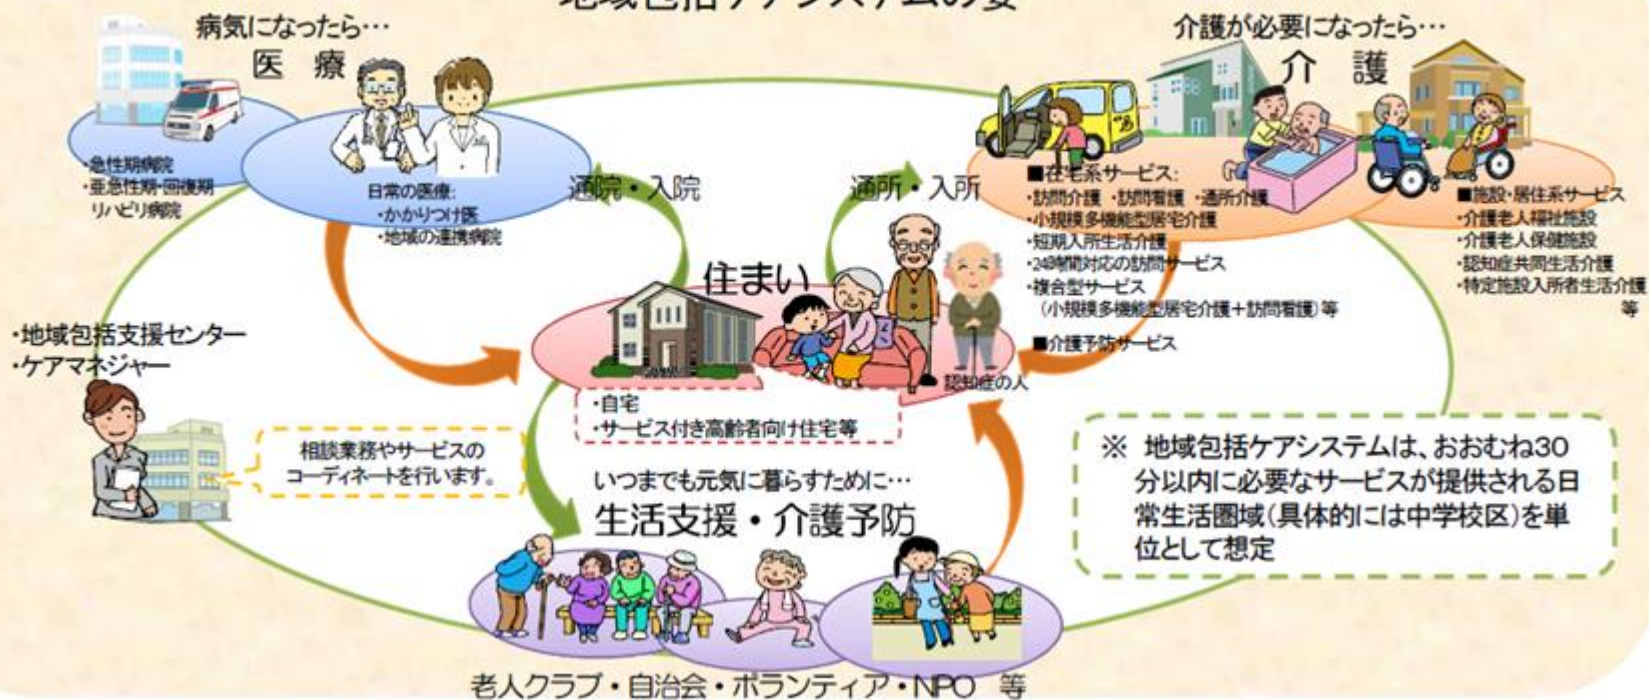 地域包括ケアシステムの姿
病気になったら…
医　療
・急性期病院
・亜急性期・回復期
リハビリ病院
日常の医療:
・かかりつけ医
・地域の連携病院
通院・入院
通所・入所
介護が必要になったら…
介　護
■在宅系サービス:
・訪問介護 ・訪問看護 ・通所介護
・小規模多機能型居宅介護
・短期入所生活介護
・24時間対応の訪問サービス
・複合型サービス
（小規模多機能型居宅介護＋訪問看護）等
■介護予防サービス
■施設・居住系サービス
・介護老人福祉施設
・介護老人保健施設
・認知症共同生活介護
・特定施設入所者生活介護
等
住まい
認知症の人
・自宅
・サービス付き高齢者向け住宅等
・地域包括支援センター
・ケアマネジャー
相談業務やサービスの
コーディネートを行います。
いつまでも元気に暮らすために…
生活支援・介護予防
老人クラブ・自治会・ボランティア・NPO　等
※ 地域包括ケアシステムは、おおむね30
分以内に必要なサービスが提供される日
常生活圏域（具体的には中学校区）を単
位として想定